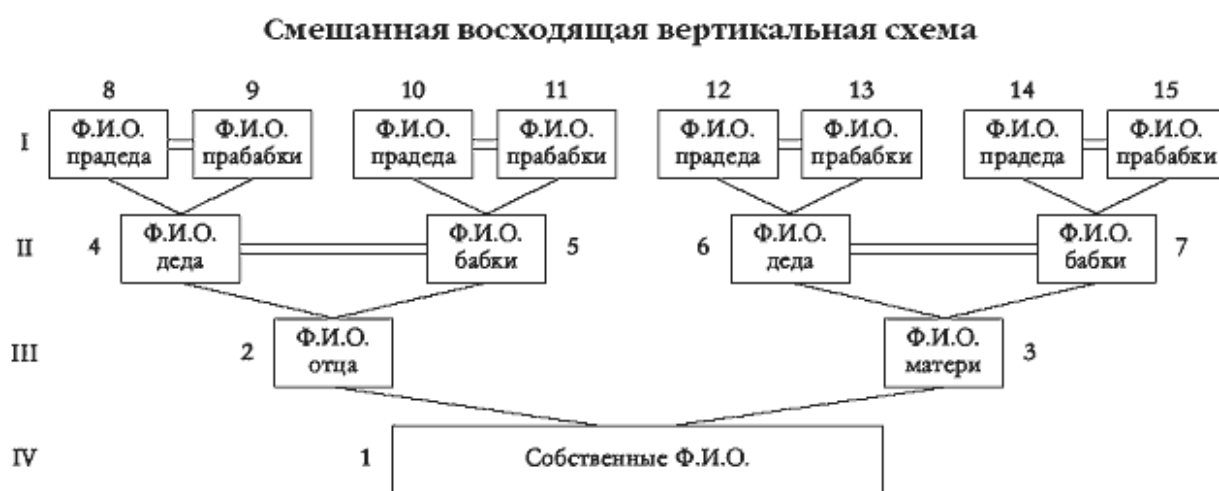 Смешанная восходящая вертикальная схема
8 9 10 11 12 13 14 15
I Ф.И.О. Ф.И.О. Ф.И.О. Ф.И.О. Ф.И.О. Ф.И.О. Ф.И.О. Ф.И.О.
прадеда прабабки прадеда прабабки прадеда прабабки прадеда прабабки
II 4 Ф.И.О. Ф.И.О. 5 6 Ф.И.О. Ф.И.О. 7
деда бабки деда бабки
III 2 Ф.И.О. Ф.И.О. 3
отца матери
IV 1 Собственные Ф.И.О.